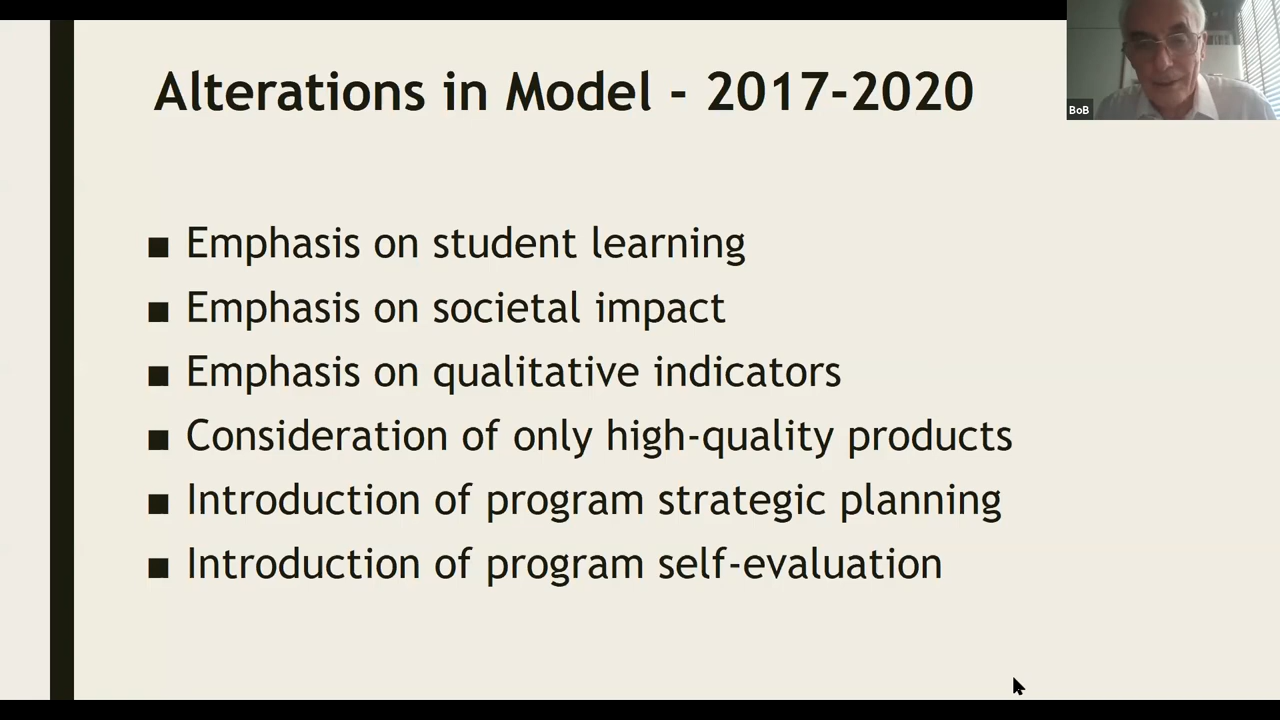 Alterations in Model - 2017-2020
BoB
■ Emphasis on student learning
■ Emphasis on societal impact
■ Emphasis on qualitative indicators
■ Consideration of only high-quality products
■ Introduction of program strategic planning
■ Introduction of program self-evaluation